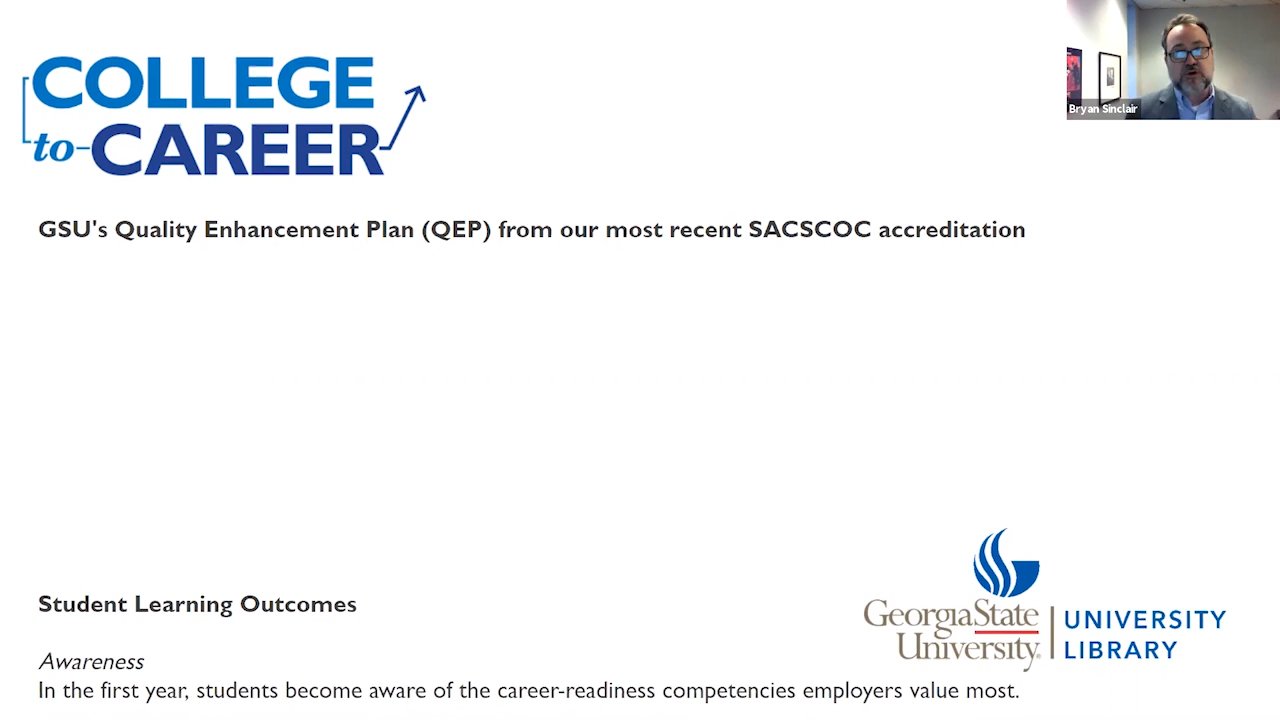 COLLEGE
to-CAREER
Bryan Sinclair
GSU's Quality Enhancement Plan (QEP) from our most recent SACSCOC accreditation
Student Learning Outcomes
Awareness
In the first year, students become aware of the career-readiness competencies employers value most.
GeorgiaState
University.
UNIVERSITY
LIBRARY